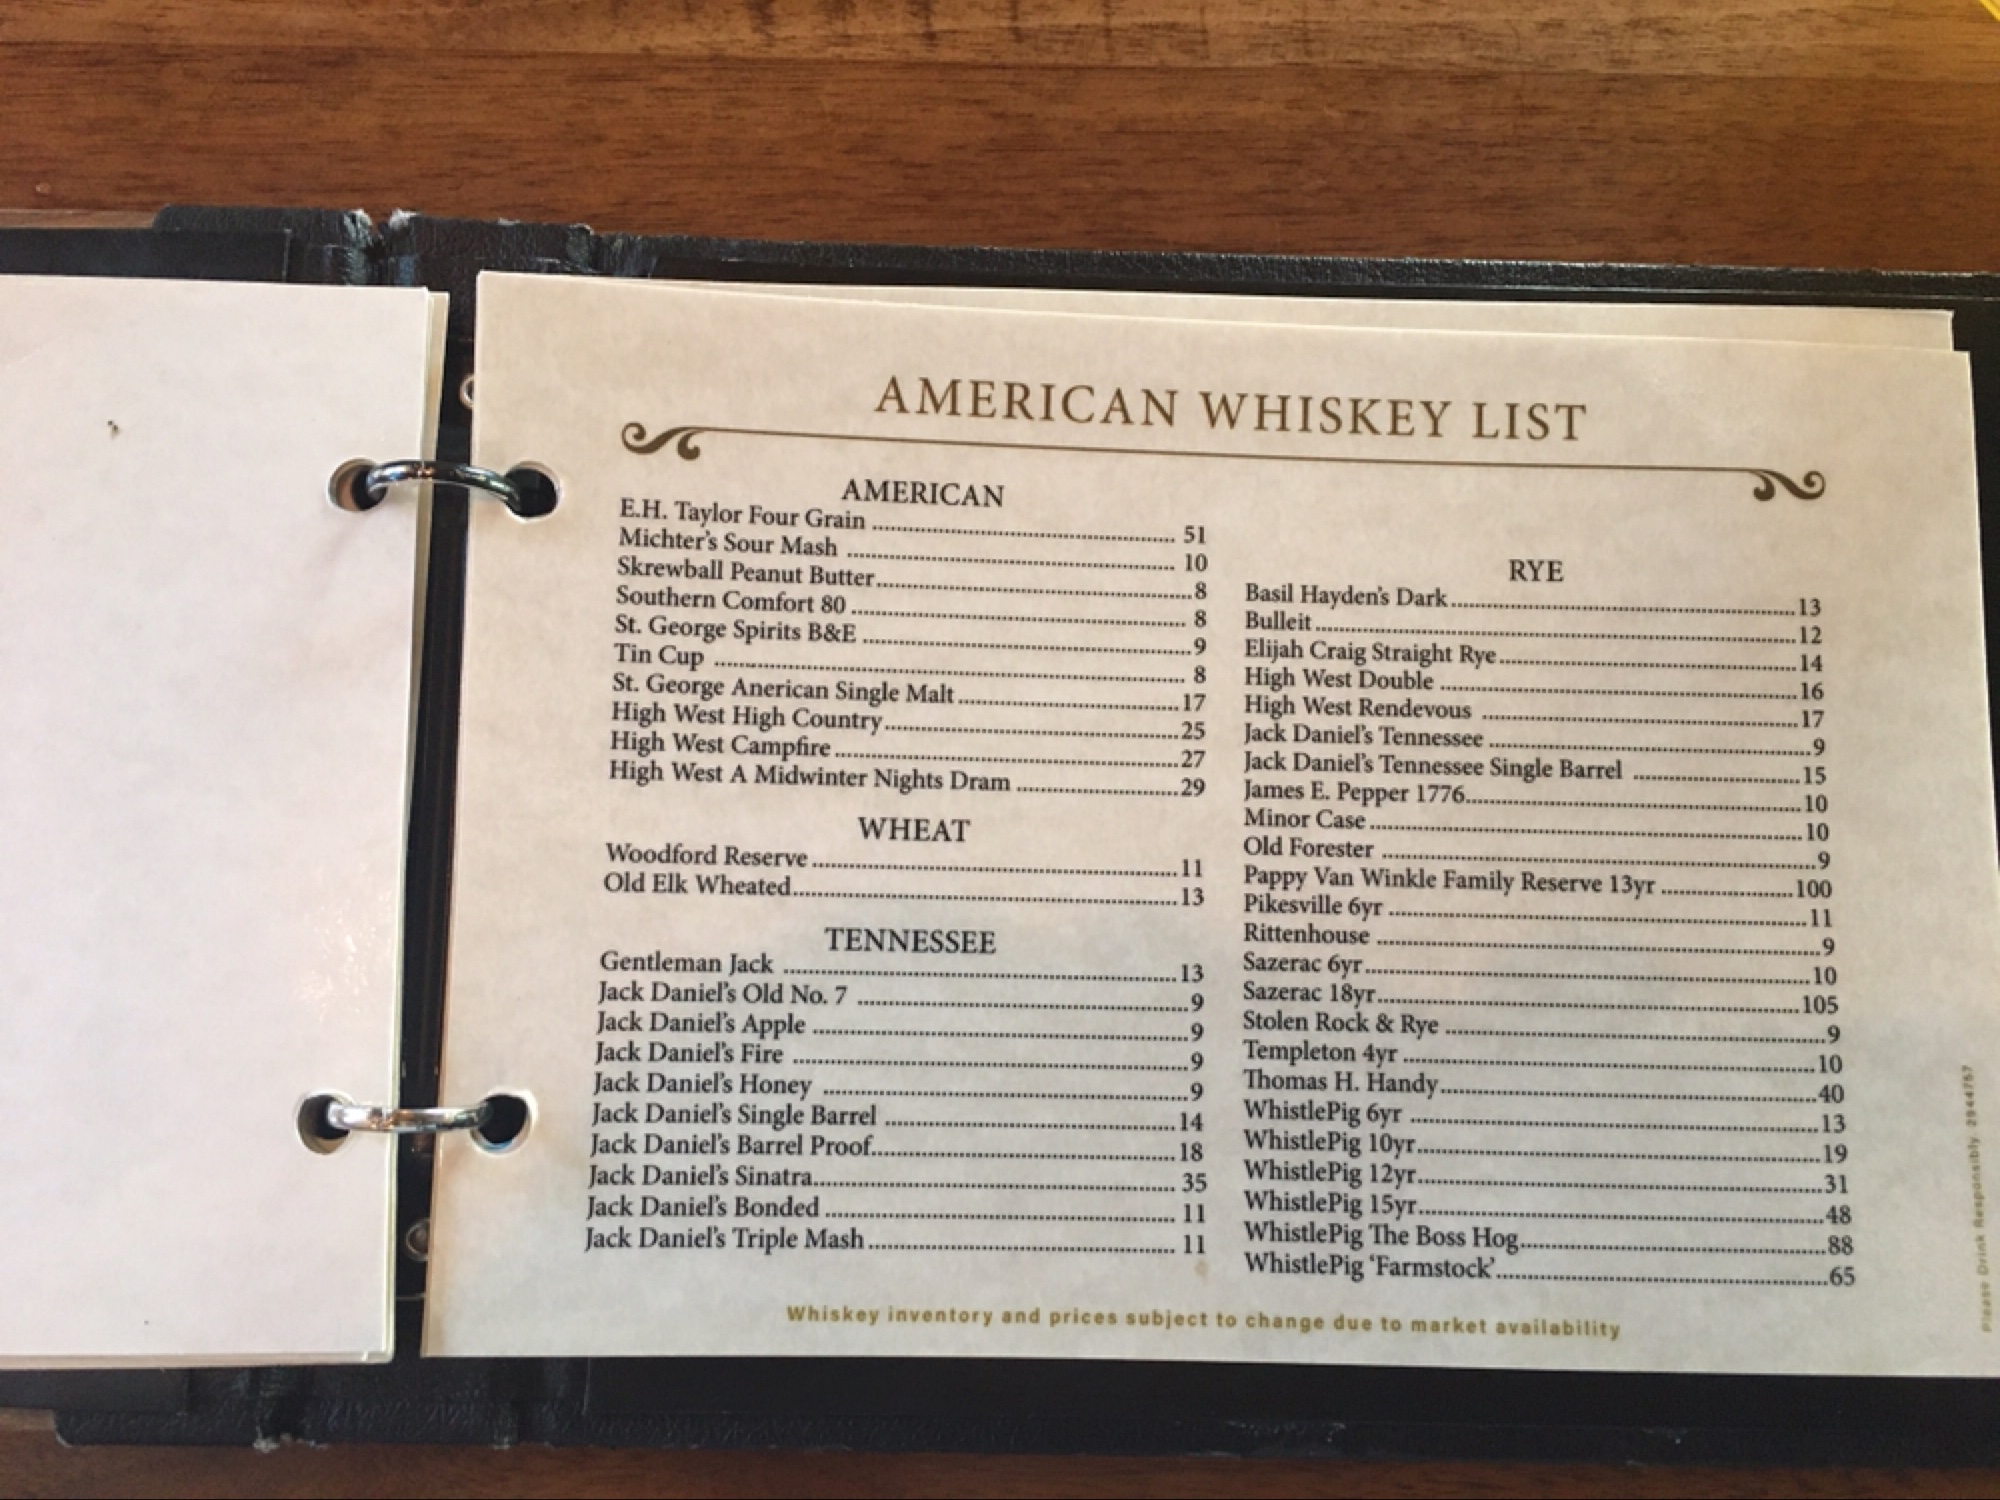 AMERICAN WHISKEY LIST
AMERICAN
E.H. Taylor Four Grain 51
Michter's Sour Mash 10
Skrewball Peanut Butter 8
Southern Comfort 80 8
St. George Spirits B&E 9
Tin Cup 8
St. George Anerican Single Malt 17
High West High Country 25
High West Campfire 27
High West A Midwinter Nights Dram 29
WHEAT
Woodford Reserve 11
Old Elk Wheated 13
TENNESSEE
Gentleman Jack 13
Jack Daniel's Old No. 7 9
Jack Daniel's Apple 9
Jack Daniel's Fire 9
Jack Daniel's Honey 9
Jack Daniel's Single Barrel 14
Jack Daniel's Barrel Proof 18
Jack Daniel's Sinatra 35
Jack Daniel's Bonded 11
Jack Daniel's Triple Mash 11
RYE
Basil Hayden's Dark 13
Bulleit 12
Elijah Craig Straight Rye 14
High West Double 16
High West Rendevous 17
Jack Daniel's Tennessee 9
Jack Daniel's Tennessee Single Barrel 15
James E. Pepper 1776 10
Minor Case 10
Old Forester 9
Pappy Van Winkle Family Reserve 13yr 100
Pikesville 6yr 11
Rittenhouse 9
Sazerac 6yr 10
Sazerac 18yr 105
Stolen Rock & Rye 9
Templeton 4yr 10
Thomas H. Handy 40
WhistlePig 6yr 13
WhistlePig 10yr 19
WhistlePig 12yr 31
WhistlePig 15yr 48
WhistlePig The Boss Hog 88
WhistlePig 'Farmstock' 65
Whiskey inventory and prices subject to change due to market availability
Please Drink Responsibly 2944757